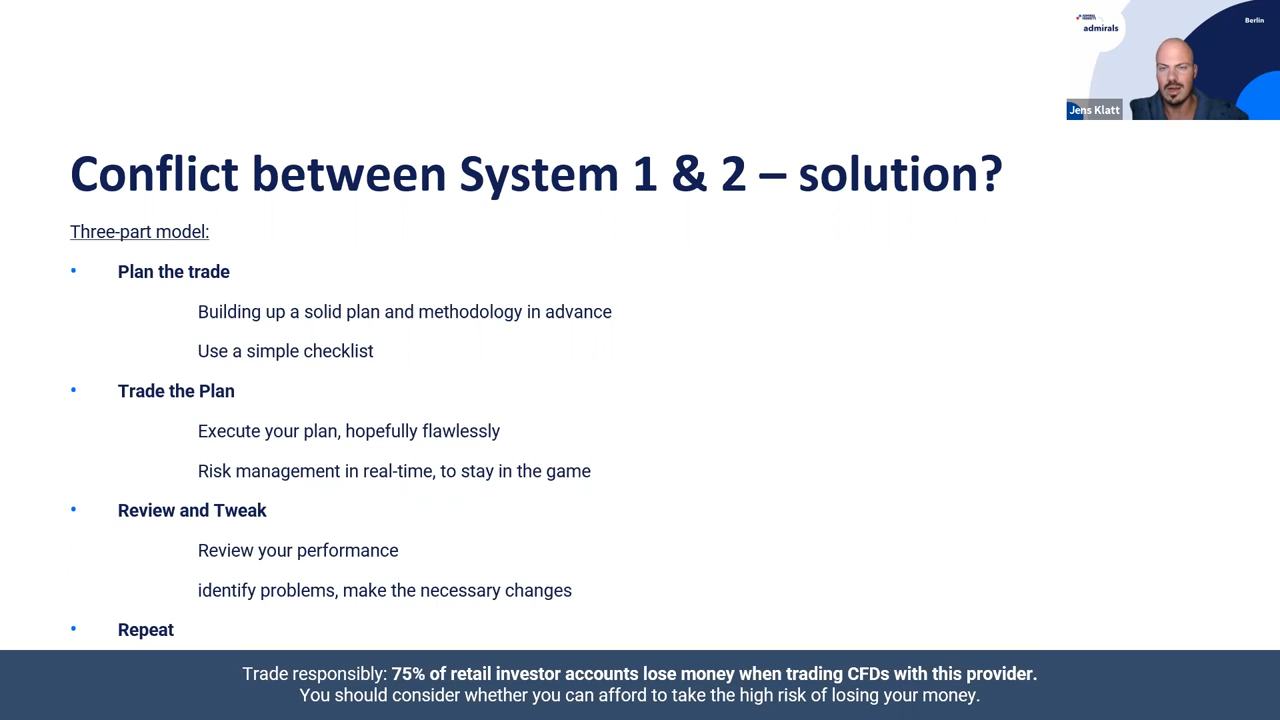 admirals
Berlin
Jens Klatt
Conflict between System 1 & 2 – solution?
Three-part model:
• Plan the trade
Building up a solid plan and methodology in advance
Use a simple checklist
• Trade the Plan
Execute your plan, hopefully flawlessly
Risk management in real-time, to stay in the game
• Review and Tweak
Review your performance
identify problems, make the necessary changes
• Repeat
Trade responsibly: 75% of retail investor accounts lose money when trading CFDs with this provider.
You should consider whether you can afford to take the high risk of losing your money.